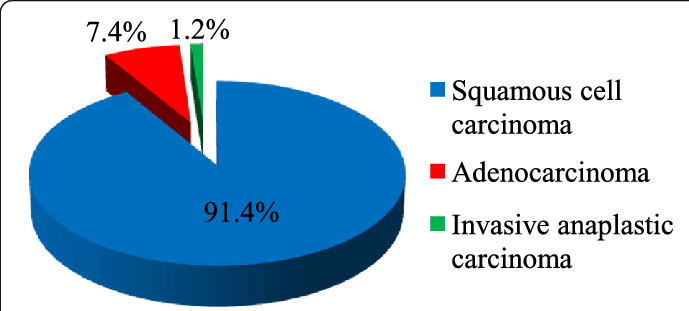 7.4%
1.2%
91.4%
Squamous cell
carcinoma
Adenocarcinoma
Invasive anaplastic
carcinoma